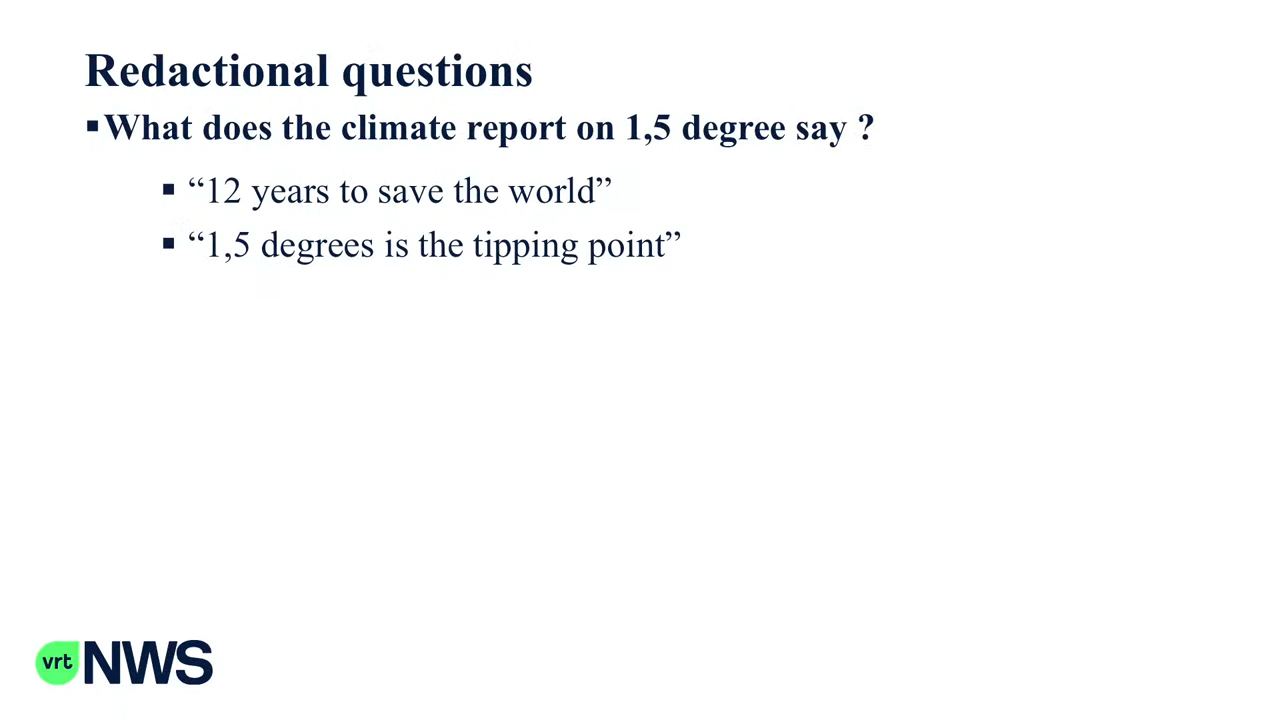 Redactional questions
▪What does the climate report on 1,5 degree say ?
▪ “12 years to save the world”
▪ “1,5 degrees is the tipping point”
vrt NWS